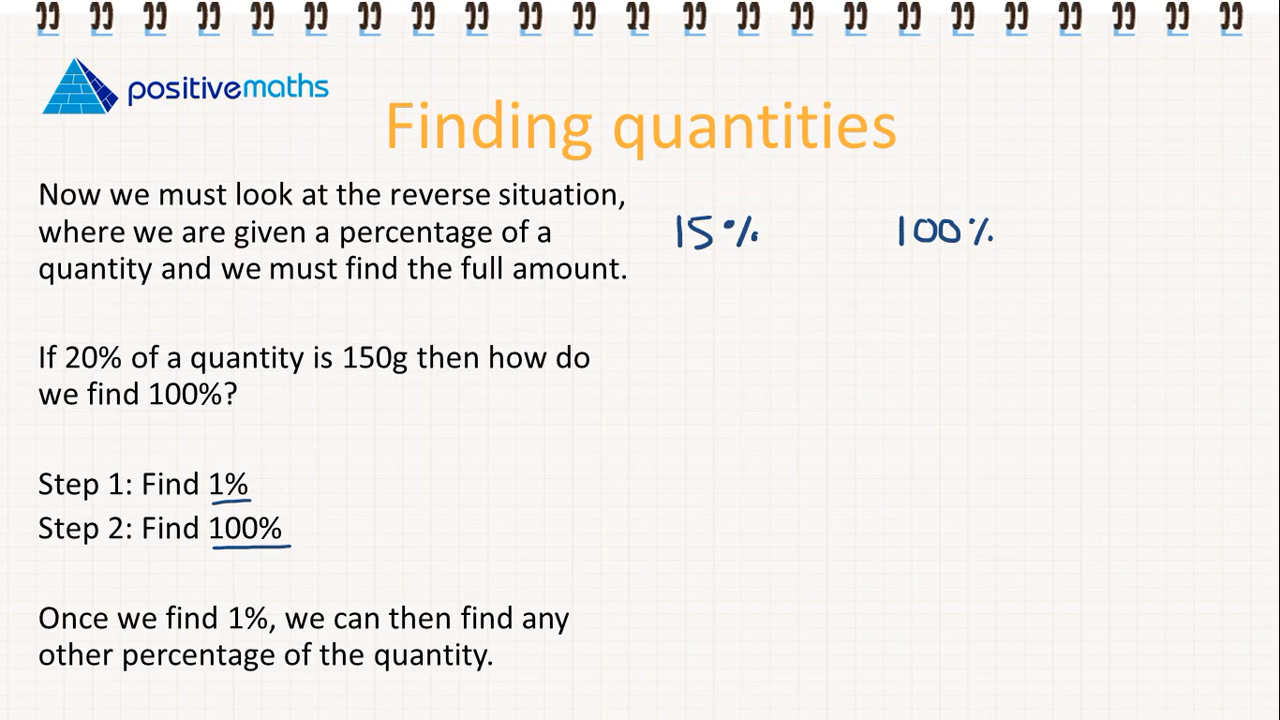 positivemaths
Finding quantities
Now we must look at the reverse situation,
where we are given a percentage of a
quantity and we must find the full amount.
15% 100%
If 20% of a quantity is 150g then how do
we find 100%?
Step 1: Find 1%
Step 2: Find 100%
Once we find 1%, we can then find any
other percentage of the quantity.